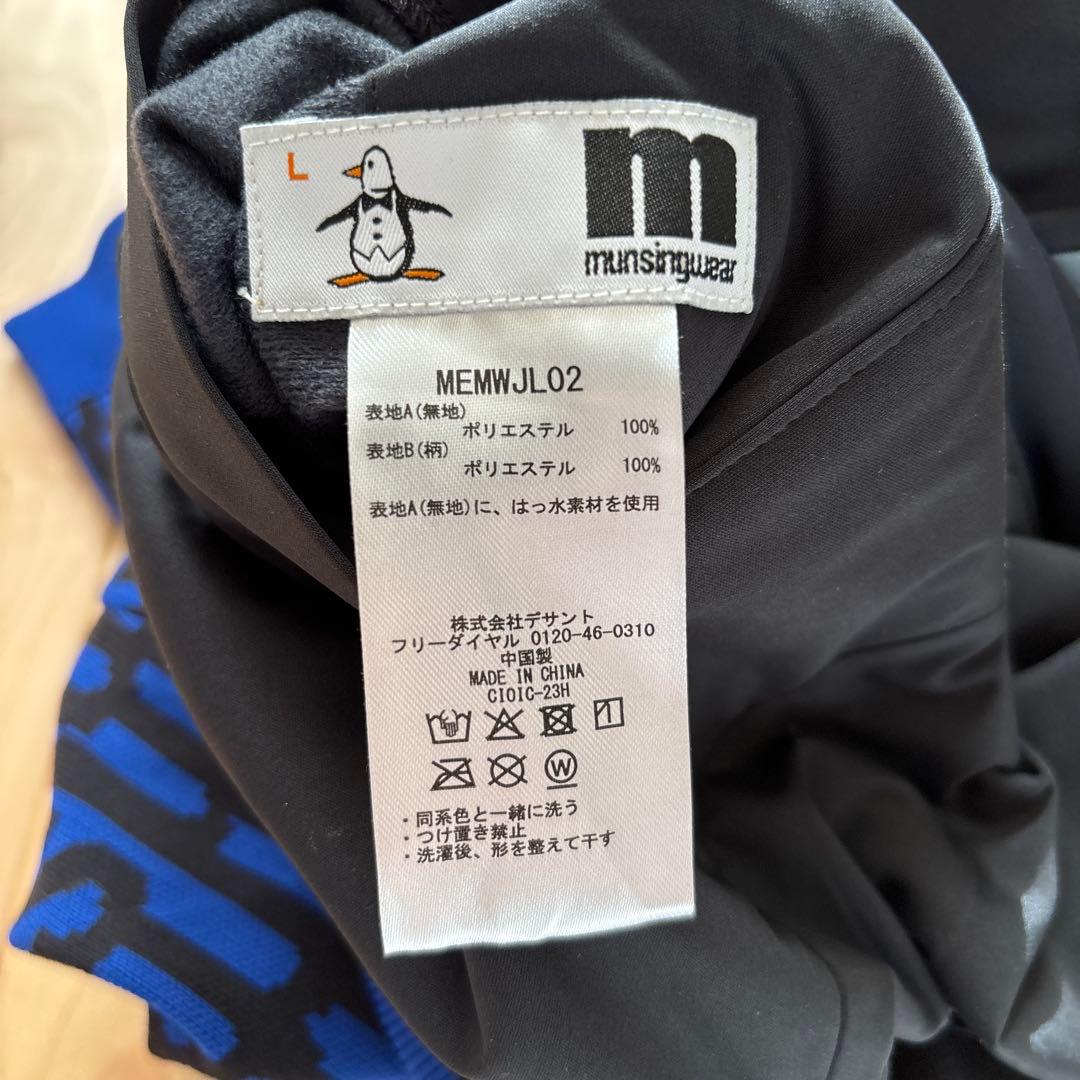 L
m
munsingwear
MEMWJL02
表地A(無地)
ポリエステル 100%
表地B(柄)
ポリエステル 100%
表地A(無地)に、はっ水素材を使用
株式会社デサント
フリーダイヤル 0120-46-0310
中国製
MADE IN CHINA
CIOIC-23H
W
・同系色と一緒に洗う
・つけ置き禁止
・洗濯後、形を整えて干す